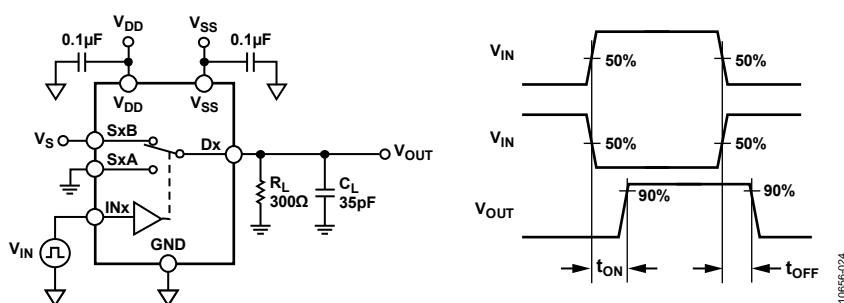 VDD
VSS
0.1µF
0.1µF
VDD
VSS
VS
SxB
Dx
VOUT
SxA
RL
300Ω
CL
35pF
INx
VIN
GND
VIN
50%
50%
VIN
50%
50%
VOUT
90%
90%
tON
tOFF
10656-024